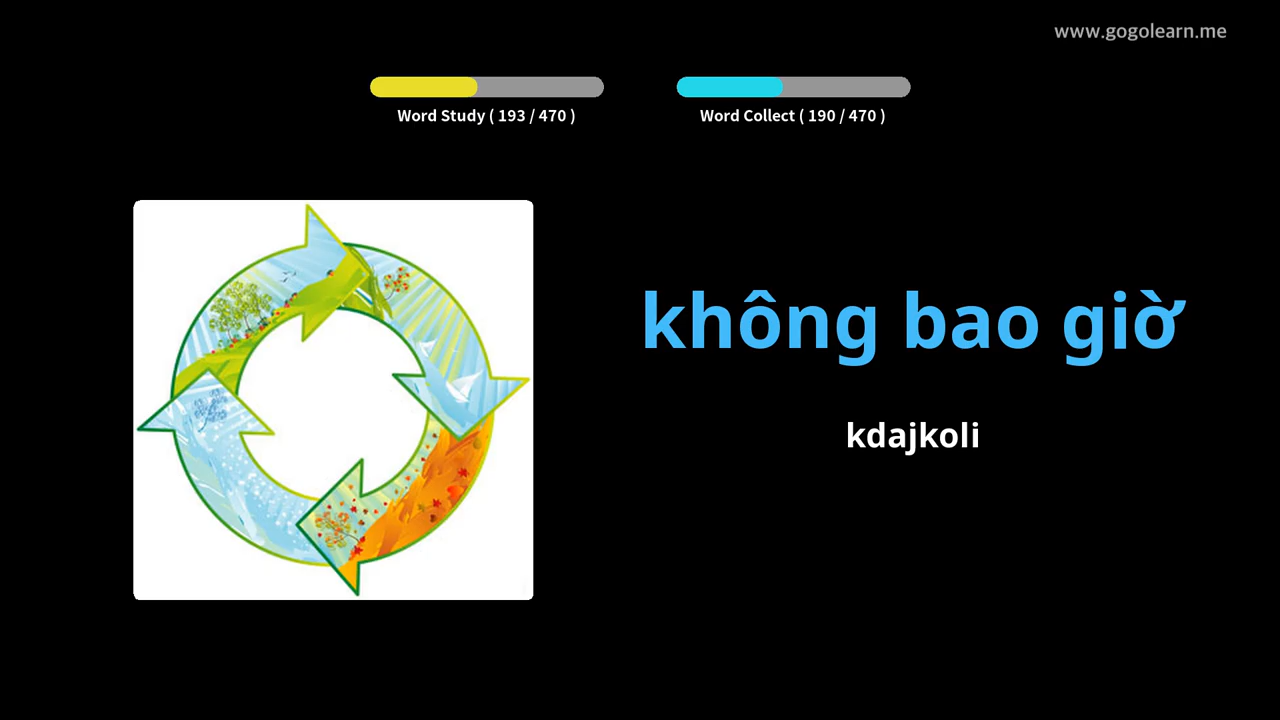 www.gogolearn.me
Word Study ( 193 / 470 )
Word Collect ( 190 / 470 )
không bao giờ
kdajkoli